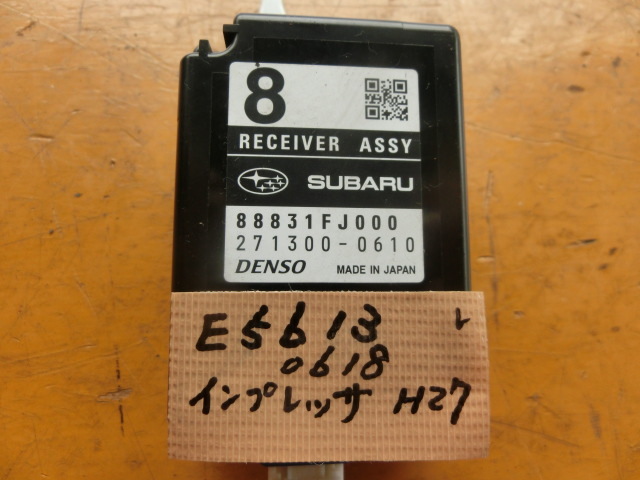 8
RECEIVER ASSY
SUBARU
88831FJ000
271300-0610
DENSO MADE IN JAPAN
E5613
0618
インプレッサ H27